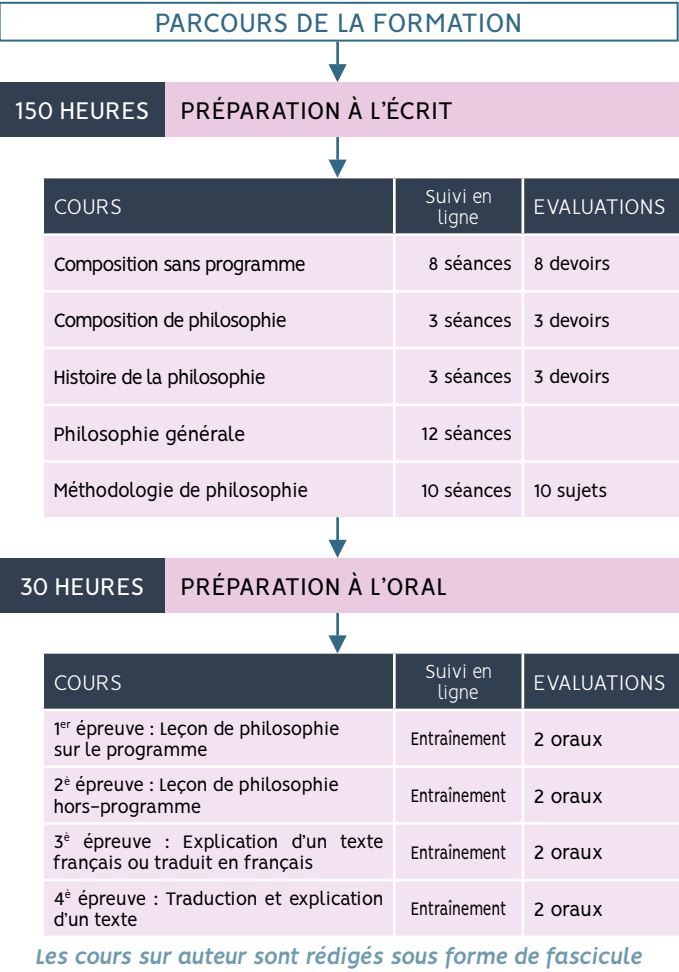 PARCOURS DE LA FORMATION
150 HEURES PRÉPARATION À L'ÉCRIT
COURS Suivi en ligne EVALUATIONS
Composition sans programme 8 séances 8 devoirs
Composition de philosophie 3 séances 3 devoirs
Histoire de la philosophie 3 séances 3 devoirs
Philosophie générale 12 séances
Méthodologie de philosophie 10 séances 10 sujets
30 HEURES PRÉPARATION À L'ORAL
COURS Suivi en ligne EVALUATIONS
1er épreuve : Leçon de philosophie
sur le programme Entraînement 2 oraux
2è épreuve : Leçon de philosophie
hors-programme Entraînement 2 oraux
3è épreuve : Explication d'un texte
français ou traduit en français Entraînement 2 oraux
4è épreuve : Traduction et explication
d'un texte Entraînement 2 oraux
Les cours sur auteur sont rédigés sous forme de fascicule